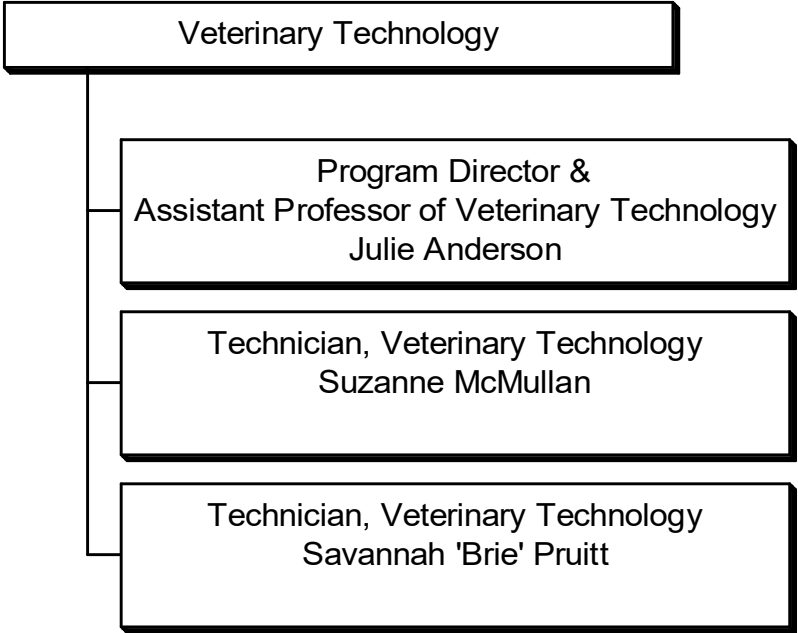 Veterinary Technology
Program Director &
Assistant Professor of Veterinary Technology
Julie Anderson
Technician, Veterinary Technology
Suzanne McMullan
Technician, Veterinary Technology
Savannah 'Brie' Pruitt